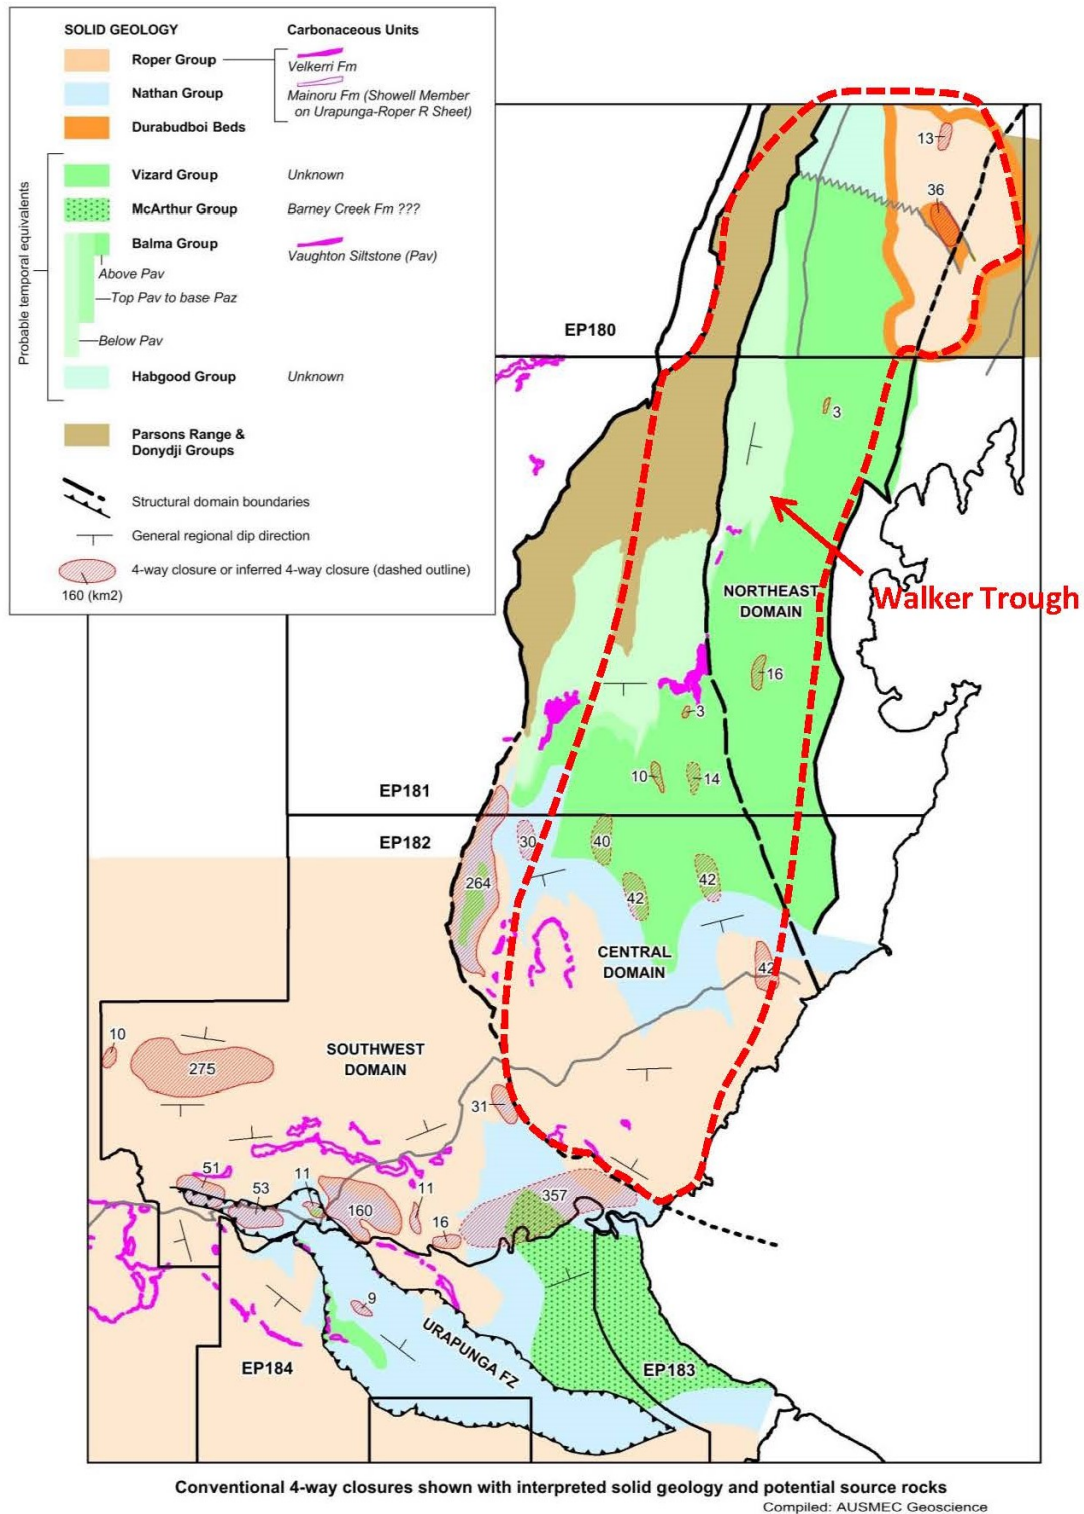 SOLID GEOLOGY
Carbonaceous Units
Roper Group
Velkerri Fm
Nathan Group
Mainoru Fm (Showell Member
on Urapunga-Roper R Sheet)
Durabudboi Beds
Probable temporal equivalents
Vizard Group
Unknown
McArthur Group
Barney Creek Fm ???
Balma Group
Vaughton Siltstone (Pav)
Above Pav
Top Pav to base Paz
Below Pav
Habgood Group
Unknown
Parsons Range &
Donydji Groups
Structural domain boundaries
General regional dip direction
4-way closure or inferred 4-way closure (dashed outline)
160 (km2)
13
36
EP180
3
Walker Trough
NORTHEAST
DOMAIN
16
3
10
14
EP181
EP182
30
40
264
42
42
CENTRAL
DOMAIN
42
10
275
SOUTHWEST
DOMAIN
31
51
11
53
160
11
16
357
9
URAPUNGA FZ
EP184
EP183
Conventional 4-way closures shown with interpreted solid geology and potential source rocks
Compiled: AUSMEC Geoscience